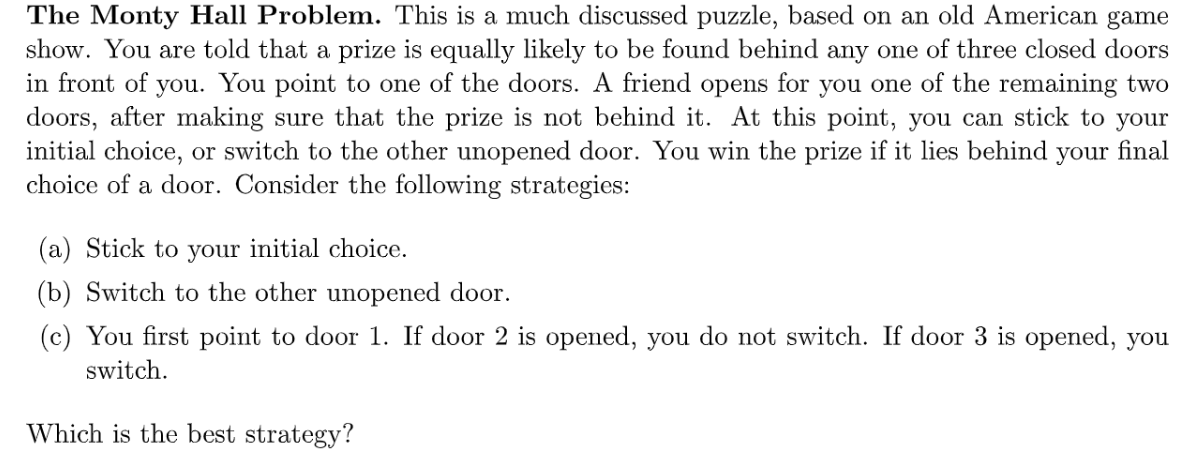 The Monty Hall Problem. This is a much discussed puzzle, based on an old American game
show. You are told that a prize is equally likely to be found behind any one of three closed doors
in front of you. You point to one of the doors. A friend opens for you one of the remaining two
doors, after making sure that the prize is not behind it. At this point, you can stick to your
initial choice, or switch to the other unopened door. You win the prize if it lies behind your final
choice of a door. Consider the following strategies:
(a) Stick to your initial choice.
(b) Switch to the other unopened door.
(c) You first point to door 1. If door 2 is opened, you do not switch. If door 3 is opened, you
switch.
Which is the best strategy?